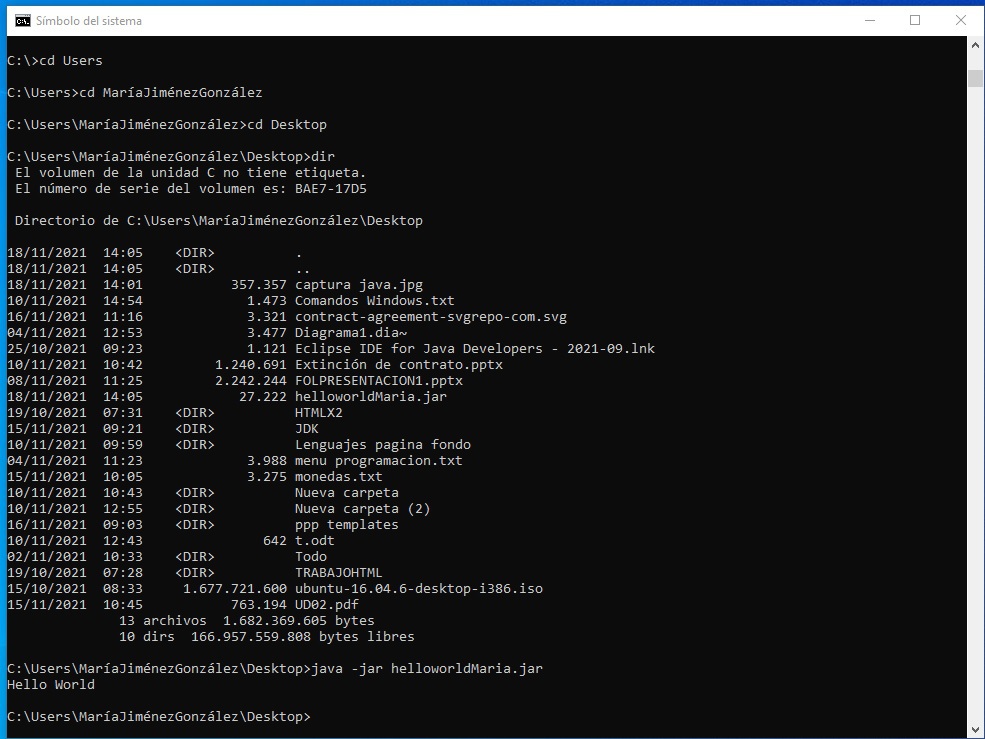 Símbolo del sistema
C:\>cd Users
C:\Users>cd MaríaJiménezGonzález
C:\Users\MaríaJiménezGonzález>cd Desktop
C:\Users\MaríaJiménezGonzález\Desktop>dir
 El volumen de la unidad C no tiene etiqueta.
 El número de serie del volumen es: BAE7-17D5
 Directorio de C:\Users\MaríaJiménezGonzález\Desktop
18/11/2021  14:05    <DIR>          .
18/11/2021  14:05    <DIR>          ..
18/11/2021  14:01           357.357 captura java.jpg
10/11/2021  14:54             1.473 Comandos Windows.txt
16/11/2021  11:16             3.321 contract-agreement-svgrepo-com.svg
04/11/2021  12:53             3.477 Diagrama1.dia~
25/10/2021  09:23             1.121 Eclipse IDE for Java Developers - 2021-09.lnk
10/11/2021  10:42         1.240.691 Extinción de contrato.pptx
08/11/2021  11:25         2.242.244 FOLPRESENTACION1.pptx
18/11/2021  14:05            27.222 helloworldMaria.jar
19/10/2021  07:31    <DIR>          HTMLX2
15/11/2021  09:21    <DIR>          JDK
10/11/2021  09:59    <DIR>          Lenguajes pagina fondo
04/11/2021  11:23             3.988 menu programacion.txt
15/11/2021  10:05             3.275 monedas.txt
10/11/2021  10:43    <DIR>          Nueva carpeta
10/11/2021  12:55    <DIR>          Nueva carpeta (2)
16/11/2021  09:03    <DIR>          ppp templates
10/11/2021  12:43               642 t.odt
02/11/2021  10:33    <DIR>          Todo
19/10/2021  07:28    <DIR>          TRABAJOHTML
15/10/2021  08:33     1.677.721.600 ubuntu-16.04.6-desktop-i386.iso
15/11/2021  10:45           763.194 UD02.pdf
              13 archivos  1.682.369.605 bytes
              10 dirs  166.957.559.808 bytes libres
C:\Users\MaríaJiménezGonzález\Desktop>java -jar helloworldMaria.jar
Hello World
C:\Users\MaríaJiménezGonzález\Desktop>